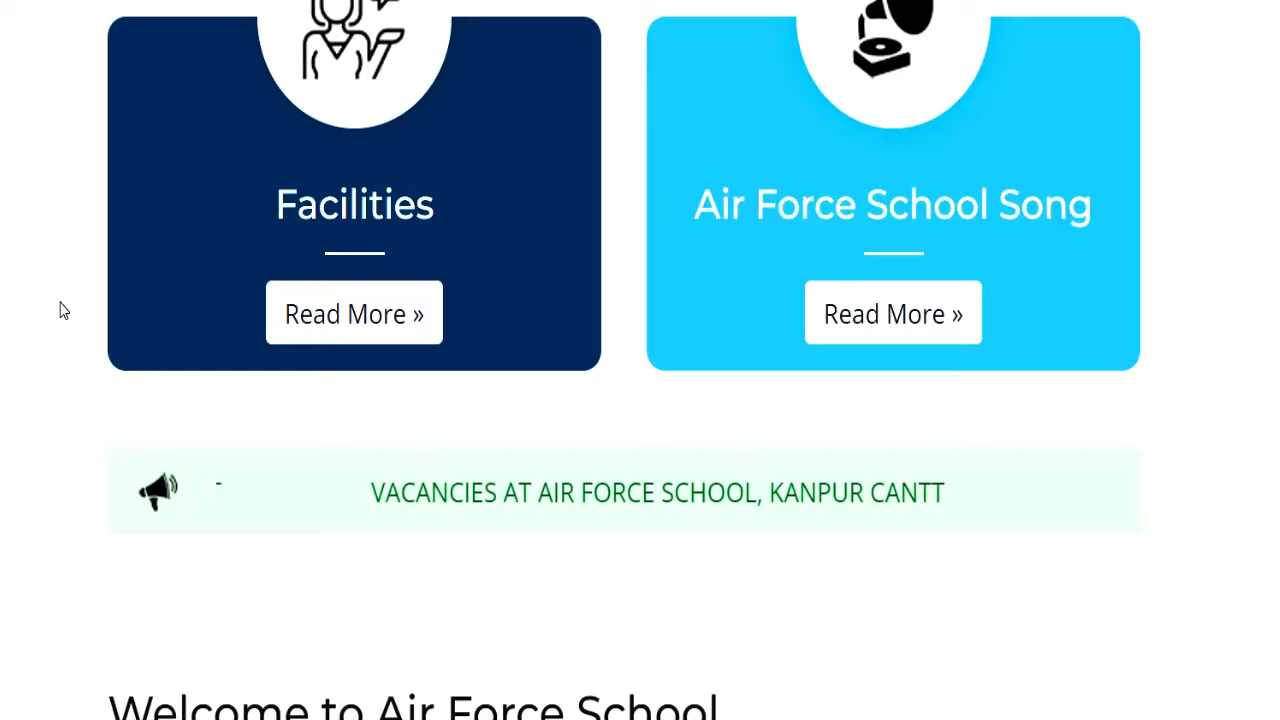 Facilities
Air Force School Song
Read More »
Read More »
- VACANCIES AT AIR FORCE SCHOOL, KANPUR CANTT
Welcome to Air Force School